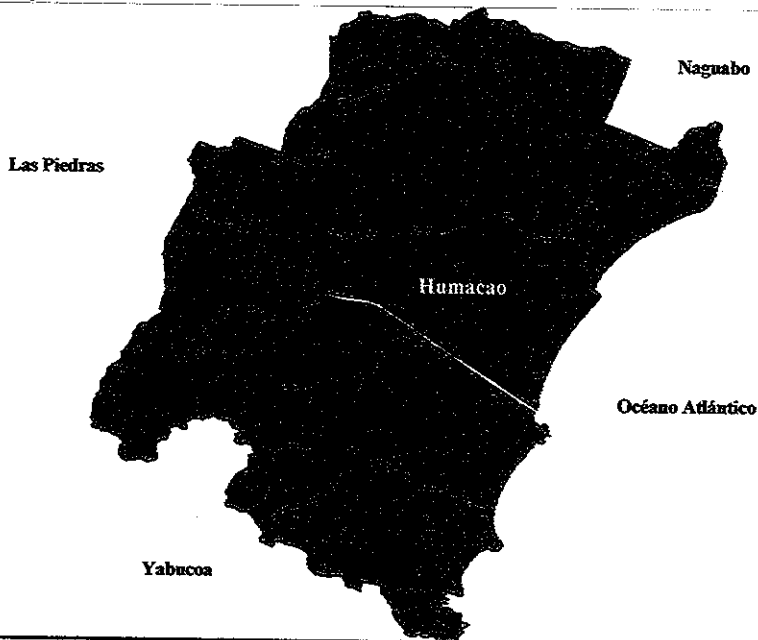 Naguabo
Las Piedras
Humacao
Océano Atlántico
Yabucoa